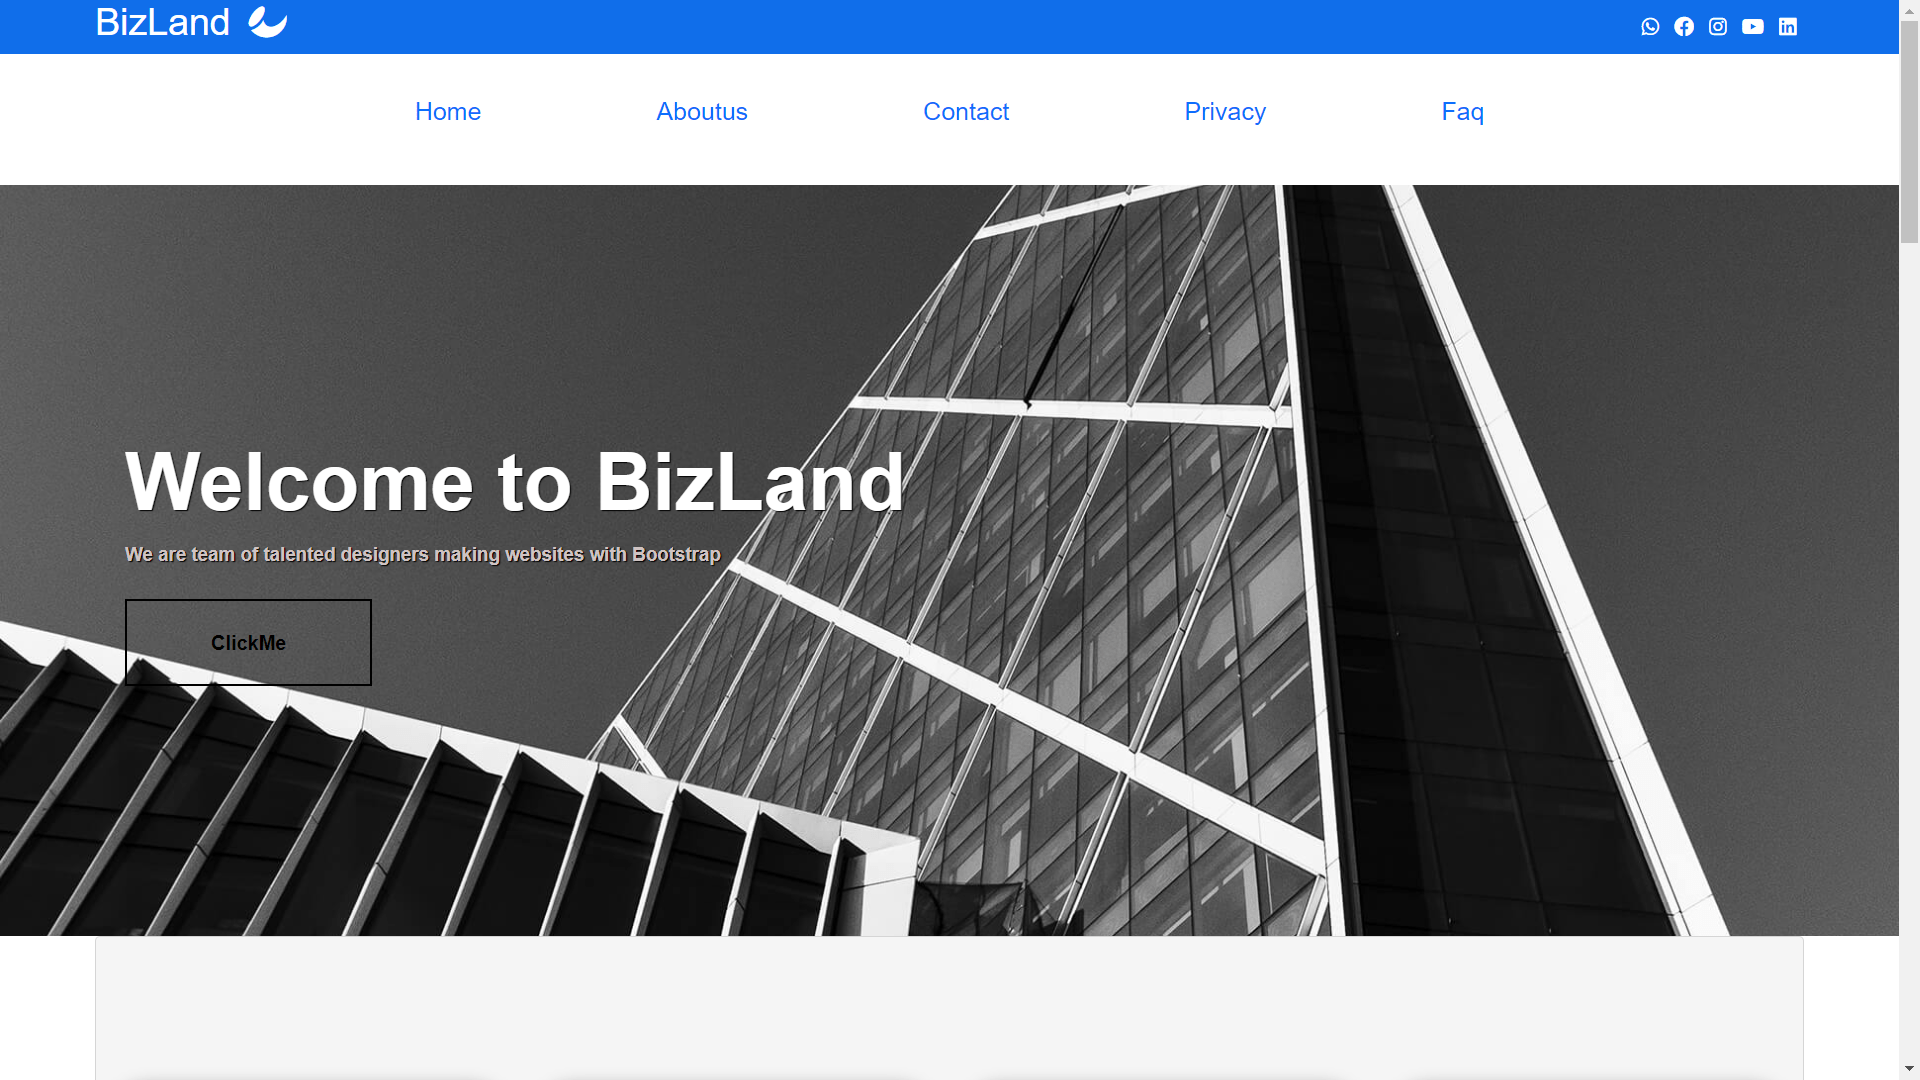 BizLand
Home Aboutus Contact Privacy Faq
Welcome to BizLand
We are team of talented designers making websites with Bootstrap
ClickMe